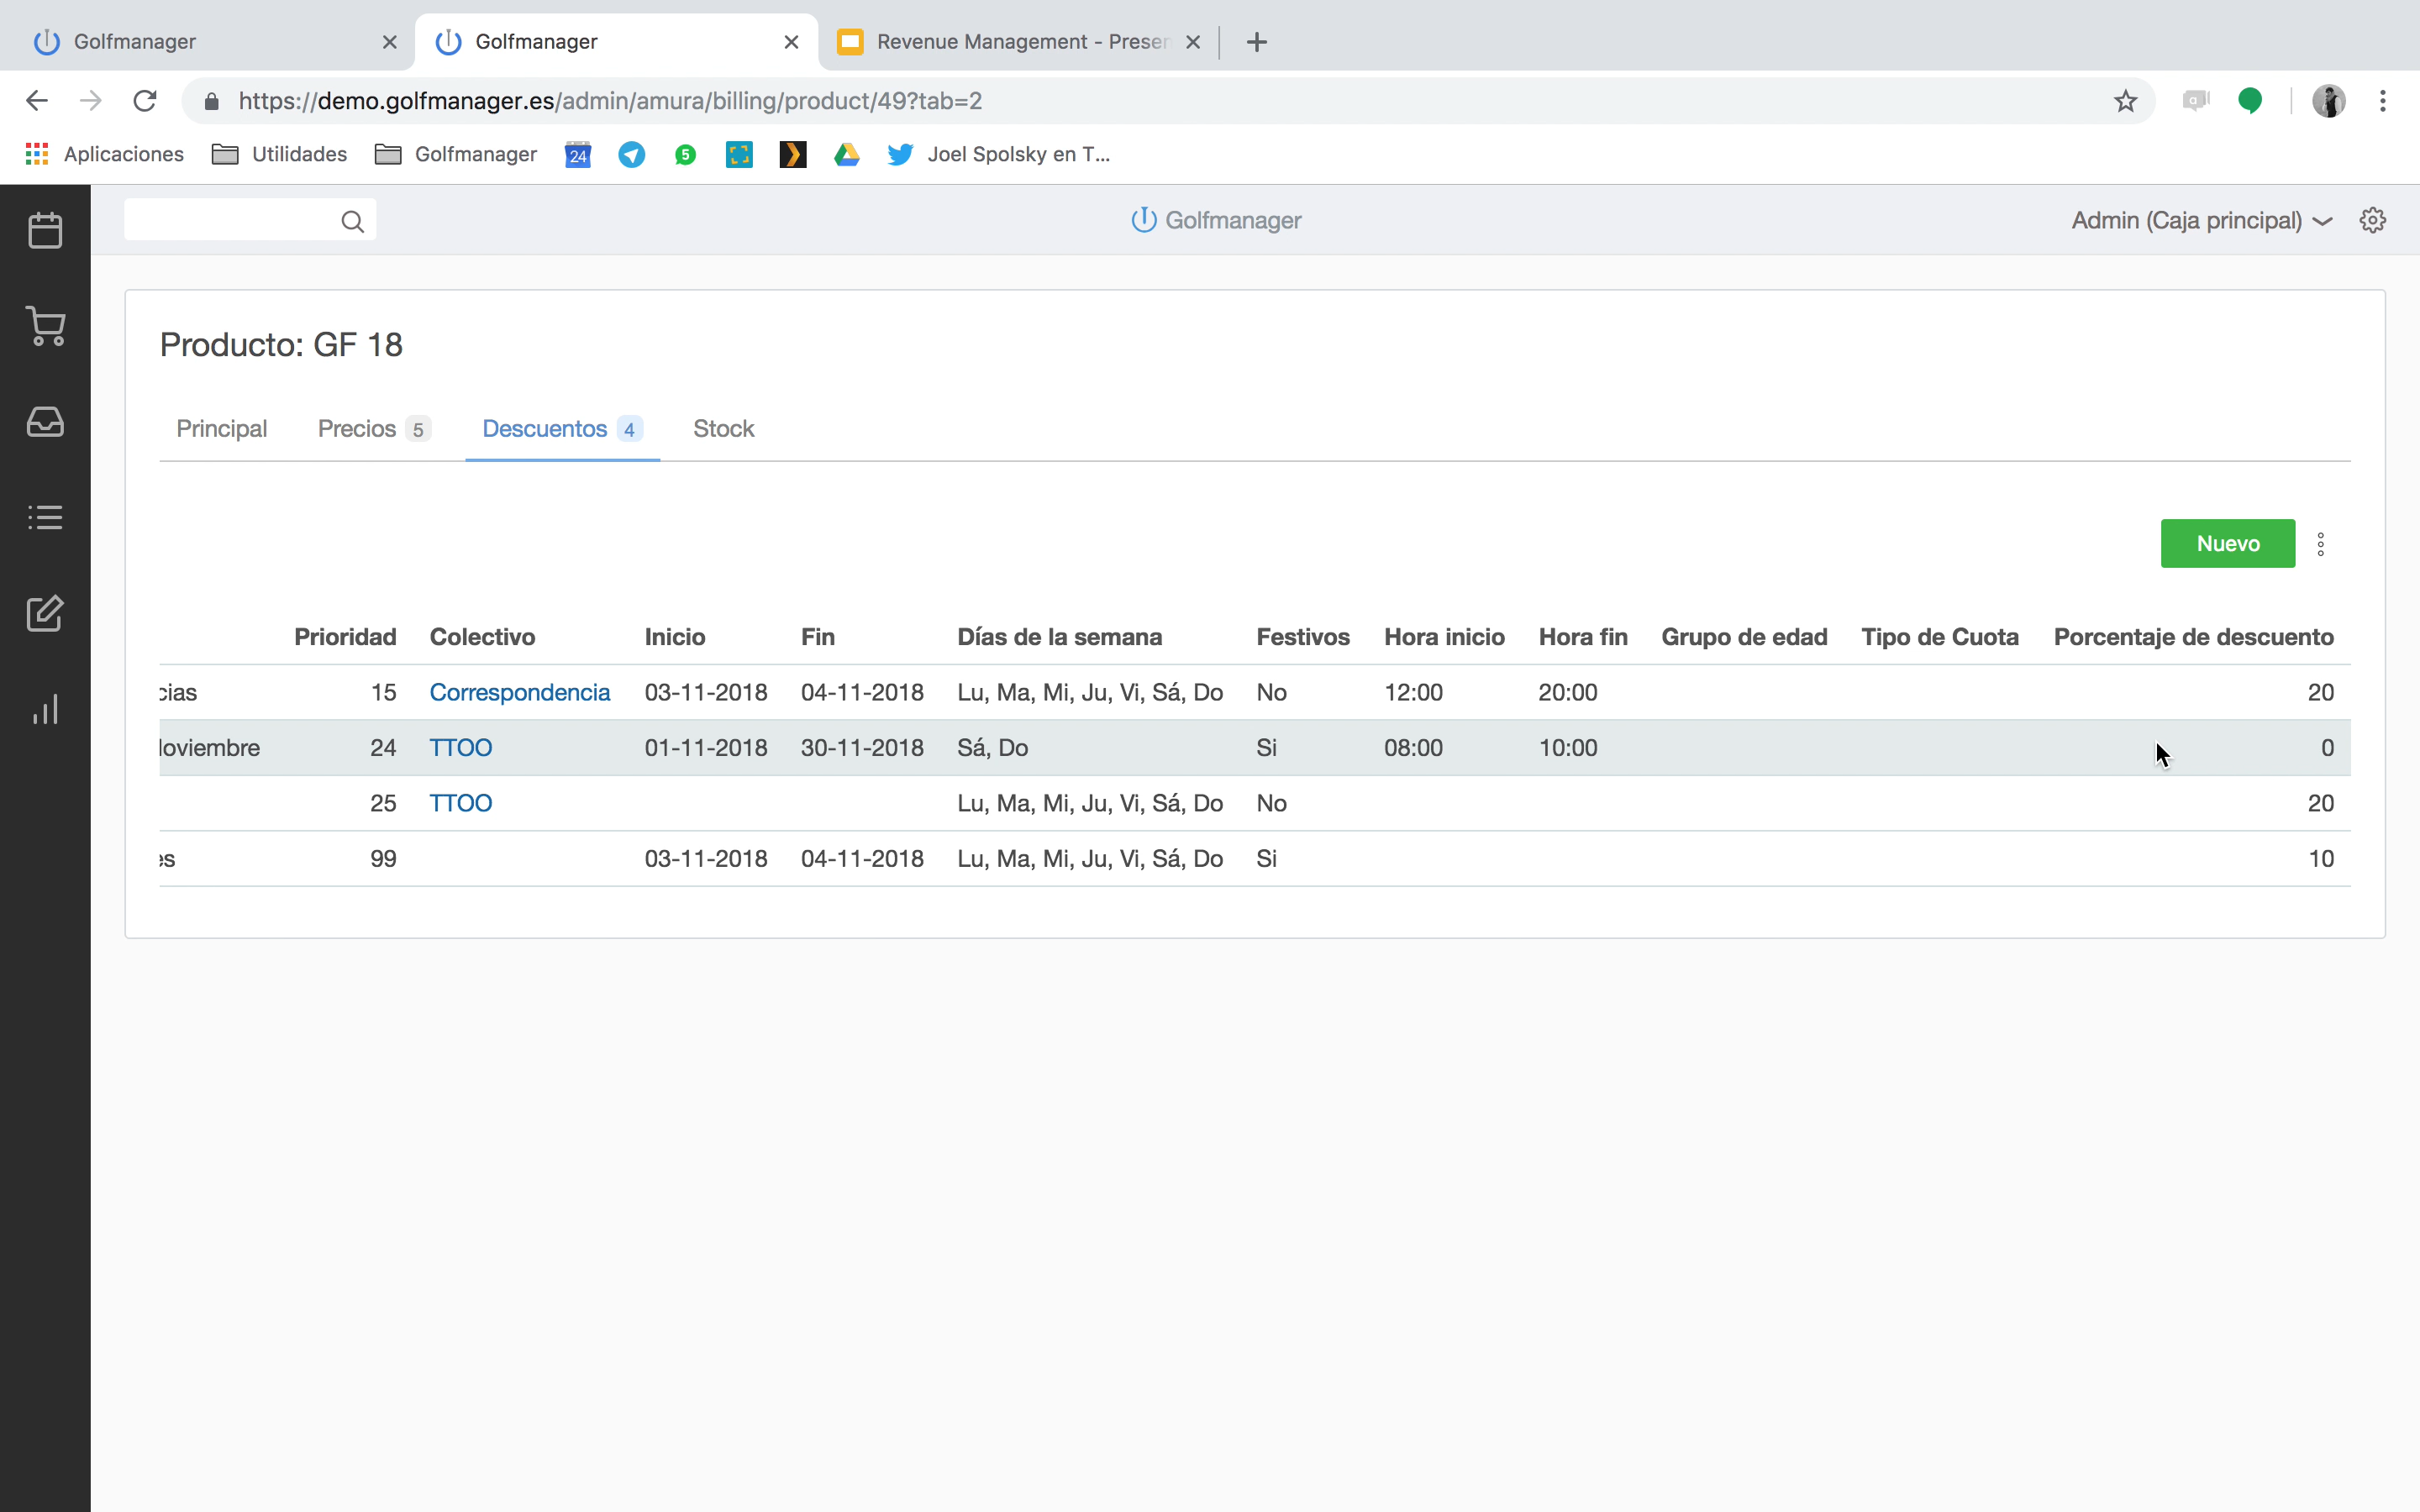 Golfmanager
Golfmanager
Revenue Management - Presen
https://demo.golfmanager.es/admin/amura/billing/product/49?tab=2
Aplicaciones Utilidades Golfmanager 24 5 Joel Spolsky en T...
Golfmanager
Admin (Caja principal)
Producto: GF 18
Principal Precios 5 Descuentos 4 Stock
Nuevo
Prioridad Colectivo Inicio Fin Días de la semana Festivos Hora inicio Hora fin Grupo de edad Tipo de Cuota Porcentaje de descuento
cias 15 Correspondencia 03-11-2018 04-11-2018 Lu, Ma, Mi, Ju, Vi, Sá, Do No 12:00 20:00 20
oviembre 24 TTOO 01-11-2018 30-11-2018 Sá, Do Si 08:00 10:00 0
25 TTOO Lu, Ma, Mi, Ju, Vi, Sá, Do No 20
es 99 03-11-2018 04-11-2018 Lu, Ma, Mi, Ju, Vi, Sá, Do Si 10